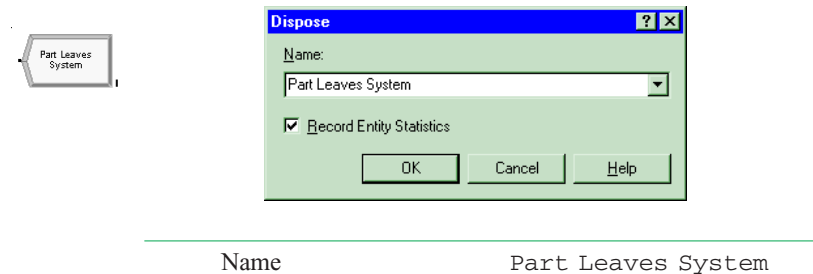 Part Leaves
System
Dispose
? ×
Name:
Part Leaves System
Record Entity Statistics
OK Cancel Help
Name Part Leaves System